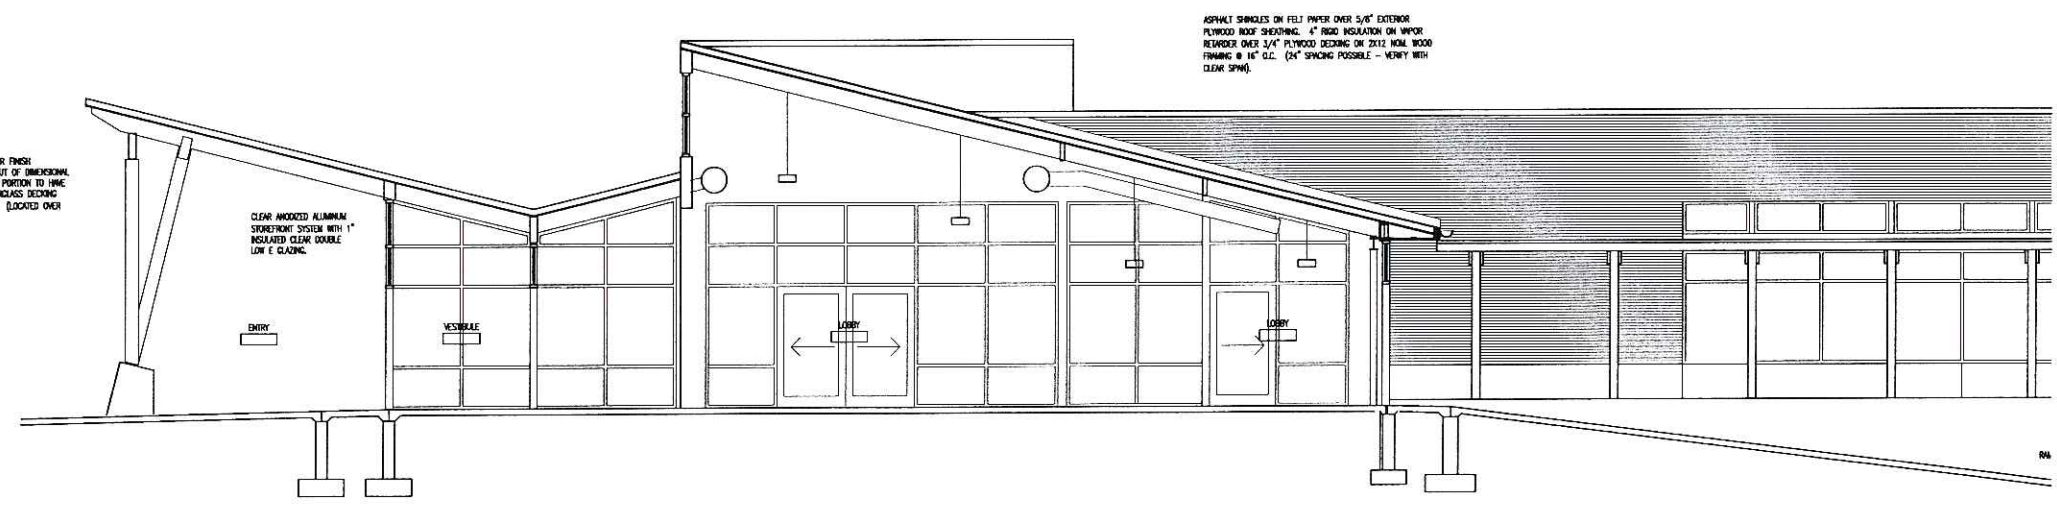 ASPHALT SHINGLES ON FELT PAPER OVER 5/8" EXTERIOR
PLYWOOD ROOF SHEATHING. 4" RIGID INSULATION ON VAPOR
RETARDER OVER 3/4" PLYWOOD DECKING ON 2X12 NOM. WOOD
FRAMING @ 16" O.C. (24" SPACING POSSIBLE - VERIFY WITH
CLEAR SPAN).
R FINISH
UT OF DIMENSIONAL
PORTION TO HAVE
RGLASS DECKING
(LOCATED OVER
CLEAR ANODIZED ALUMINUM
STOREFRONT SYSTEM WITH 1"
INSULATED CLEAR DOUBLE
LOW E GLAZING.
ENTRY
VESTIBULE
LOBBY
LOBBY
RAM